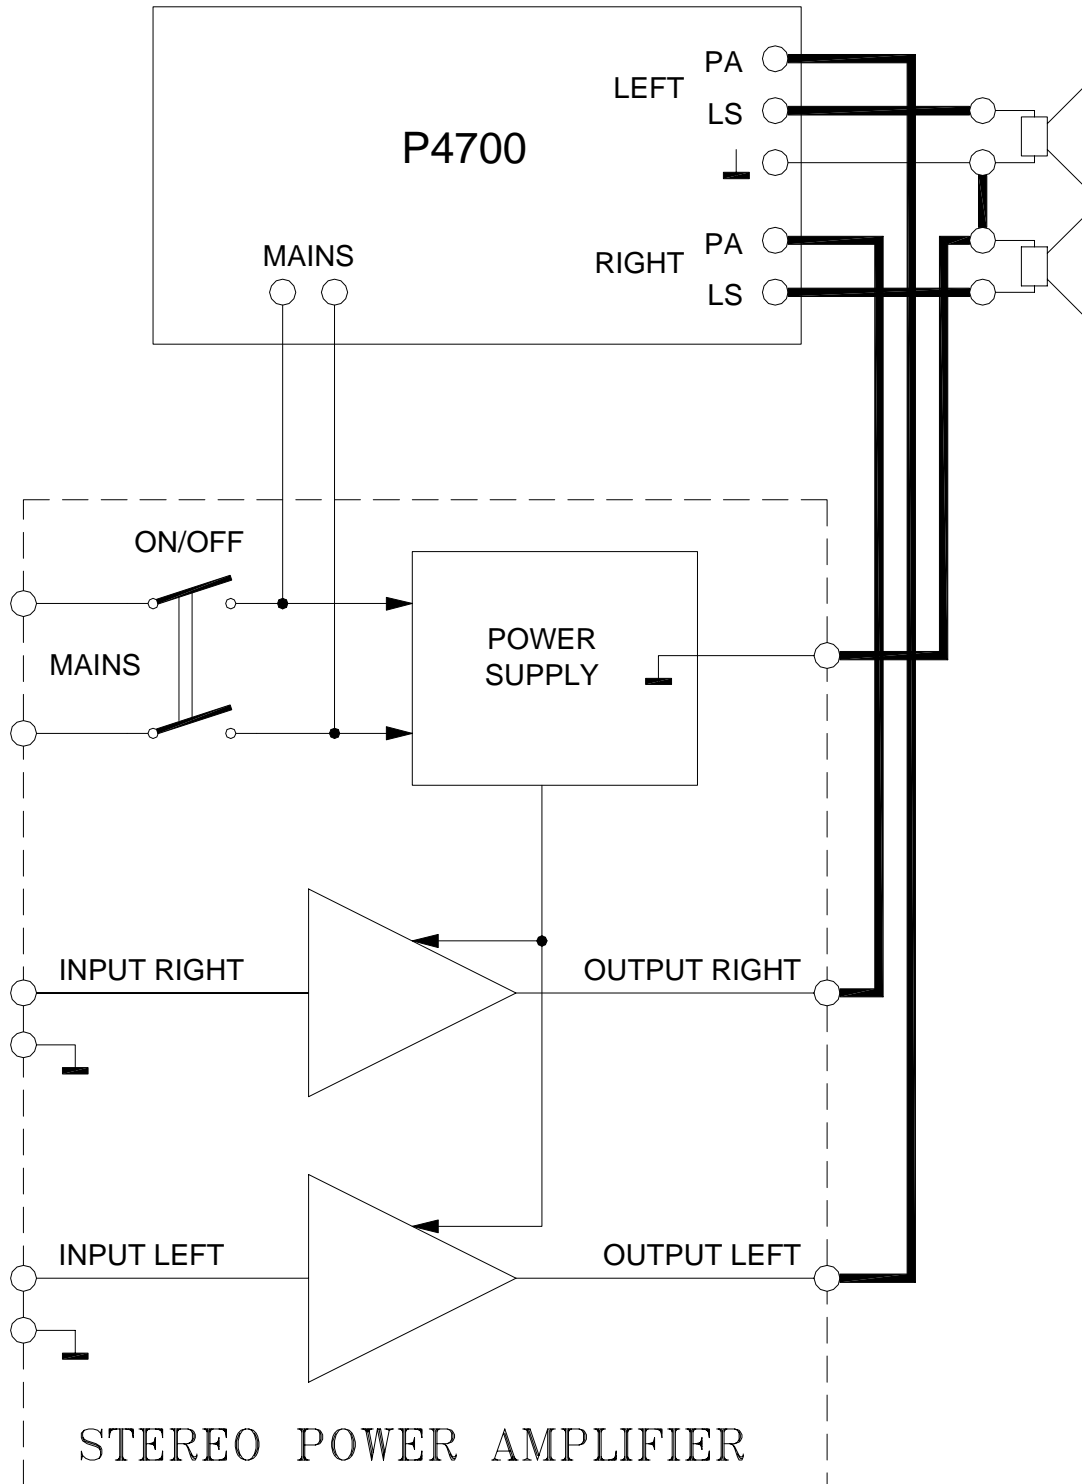 PA
LEFT
LS
P4700
MAINS
PA
RIGHT
LS
ON/OFF
MAINS
POWER
SUPPLY
INPUT RIGHT
OUTPUT RIGHT
INPUT LEFT
OUTPUT LEFT
STEREO POWER AMPLIFIER